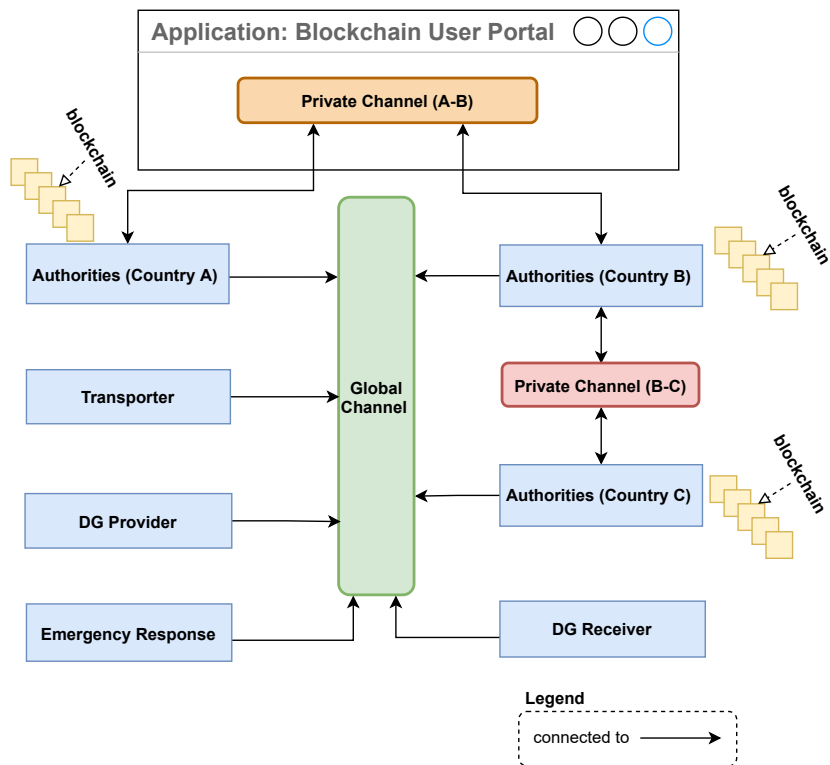 Application: Blockchain User Portal
Private Channel (A-B)
blockchain
blockchain
Authorities (Country A)
Authorities (Country B)
Transporter
Global
Channel
Private Channel (B-C)
blockchain
DG Provider
Authorities (Country C)
Emergency Response
DG Receiver
Legend
connected to